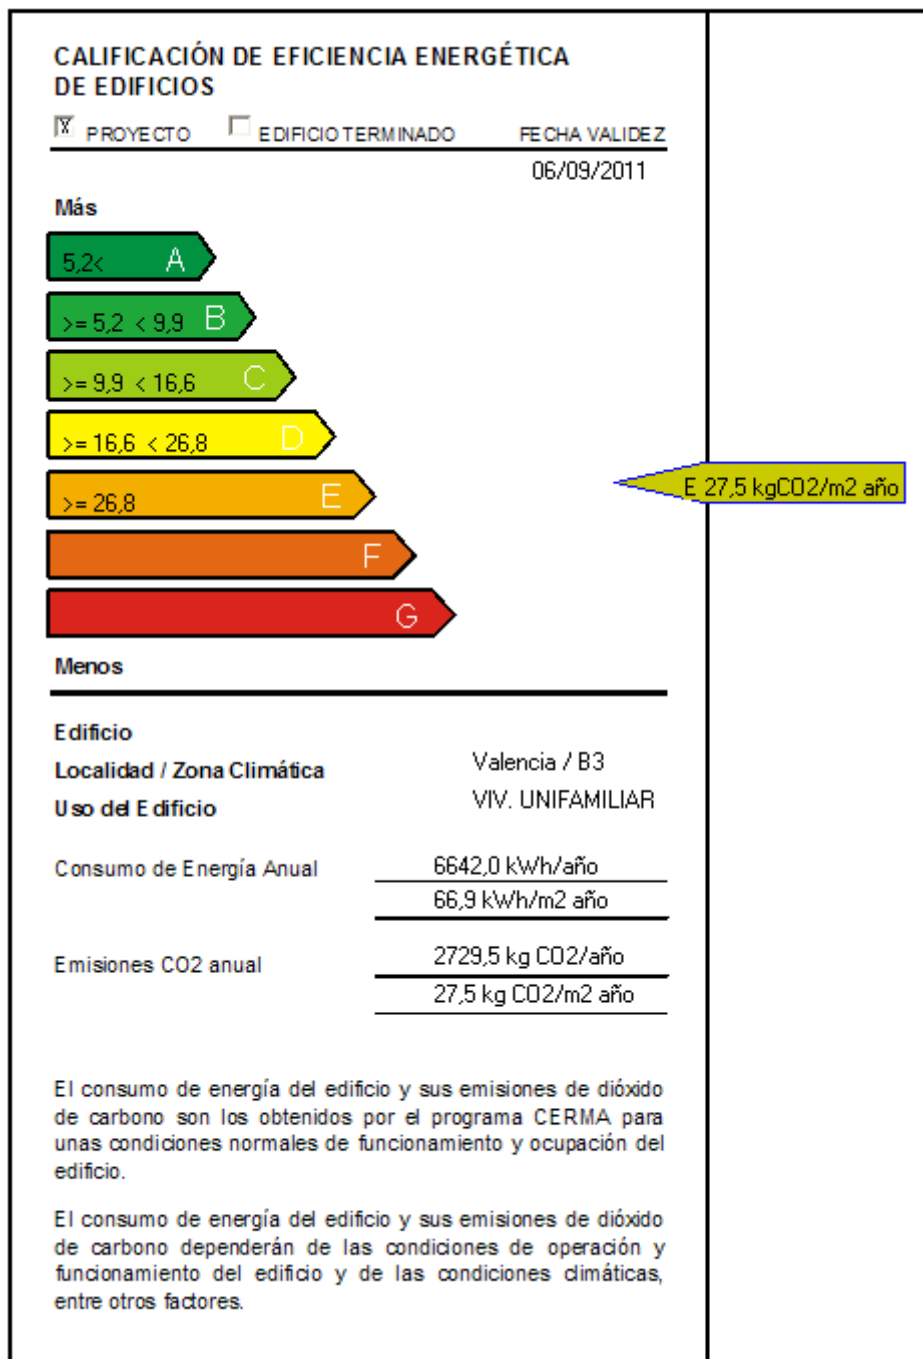 CALIFICACIÓN DE EFICIENCIA ENERGÉTICA
DE EDIFICIOS
X PROYECTO EDIFICIO TERMINADO FECHA VALIDEZ
06/09/2011
Más
5,2< A
>= 5,2 < 9,9 B
>= 9,9 < 16,6 C
>= 16,6 < 26,8 D
>= 26,8 E
E 27,5 kgCO2/m2 año
F
G
Menos
Edificio
Localidad / Zona Climática Valencia / B3
Uso del Edificio VIV. UNIFAMILIAR
Consumo de Energía Anual 6642,0 kWh/año
66,9 kWh/m2 año
Emisiones CO2 anual 2729,5 kg CO2/año
27,5 kg CO2/m2 año
El consumo de energía del edificio y sus emisiones de dióxido
de carbono son los obtenidos por el programa CERMA para
unas condiciones normales de funcionamiento y ocupación del
edificio.
El consumo de energía del edificio y sus emisiones de dióxido
de carbono dependerán de las condiciones de operación y
funcionamiento del edificio y de las condiciones climáticas,
entre otros factores.